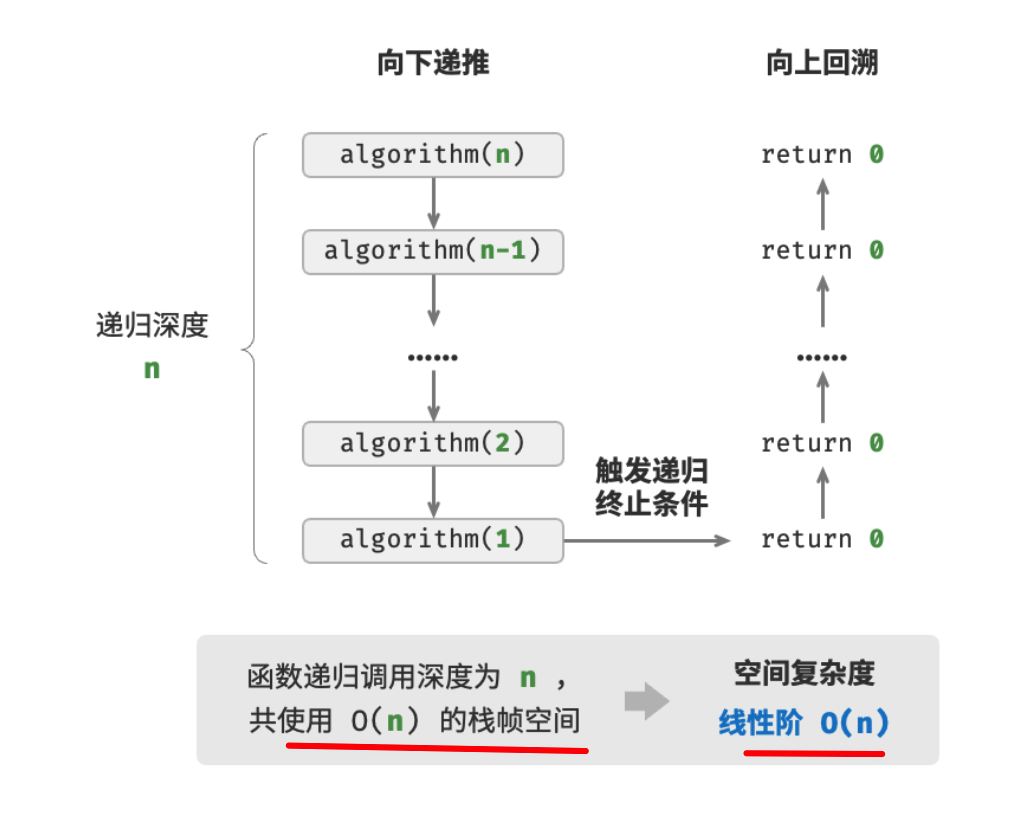 向下递推
向上回溯
algorithm(n)
return 0
algorithm(n-1)
return 0
递归深度
n
……
……
algorithm(2)
return 0
触发递归
终止条件
algorithm(1)
return 0
函数递归调用深度为 n ，
共使用 O(n) 的栈帧空间
空间复杂度
线性阶 O(n)